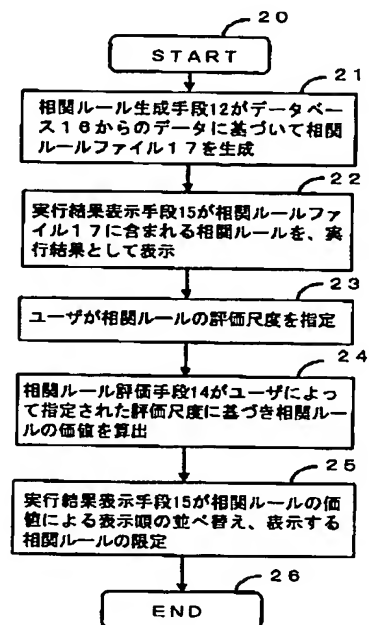 20
START
21
相関ルール生成手段12がデータベー
ス16からのデータに基づいて相関
ルールファイル17を生成
22
実行結果表示手段15が相関ルールファ
イル17に含まれる相関ルールを、実
行結果として表示
23
ユーザが相関ルールの評価尺度を指定
24
相関ルール評価手段14がユーザによっ
て指定された評価尺度に基づき相関ルー
ルの価値を算出
25
実行結果表示手段15が相関ルールの価
値による表示順の並べ替え、表示する
相関ルールの限定
26
END